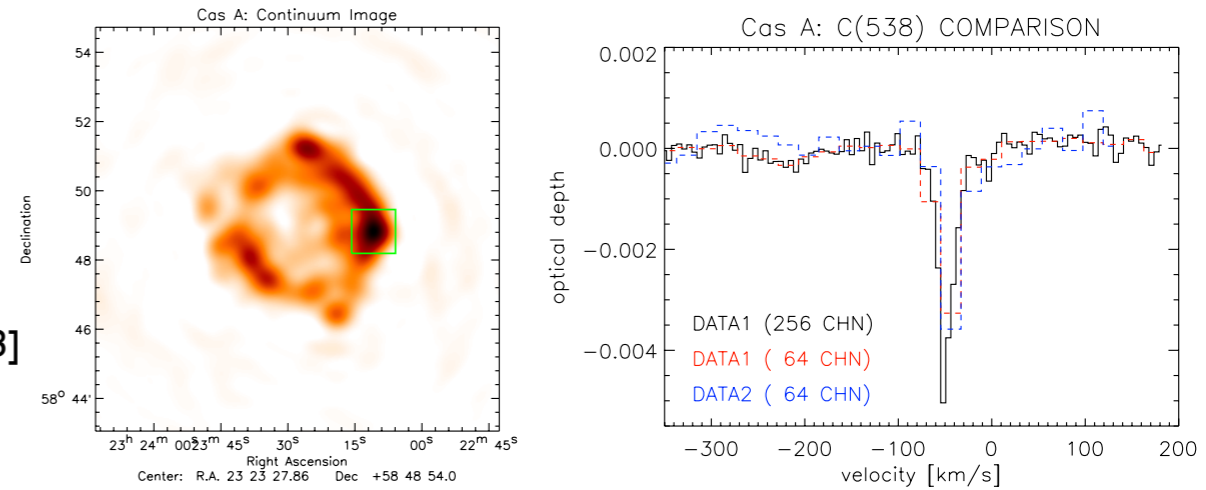 Cas A: Continuum Image
54
52
50
48
46
58° 44'
Declination
23ʰ 24ᵐ 00ˢ 23ᵐ 45ˢ 30ˢ 15ˢ 00ˢ 22ᵐ 45ˢ
Right Ascension
Center: R.A. 23 23 27.86 Dec +58 48 54.0
3]
Cas A: C(538) COMPARISON
0.002
0.000
−0.002
−0.004
optical depth
DATA1 (256 CHN)
DATA1 ( 64 CHN)
DATA2 ( 64 CHN)
−300 −200 −100 0 100 200
velocity [km/s]